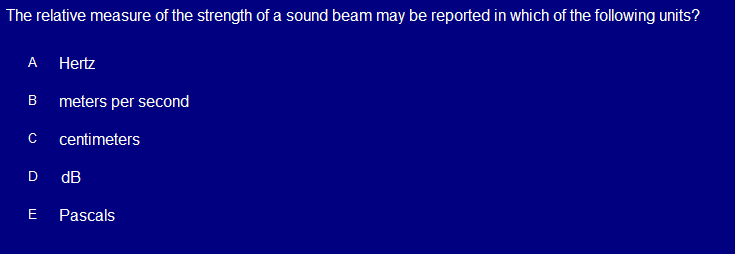 The relative measure of the strength of a sound beam may be reported in which of the following units?
A Hertz
B meters per second
C centimeters
D dB
E Pascals